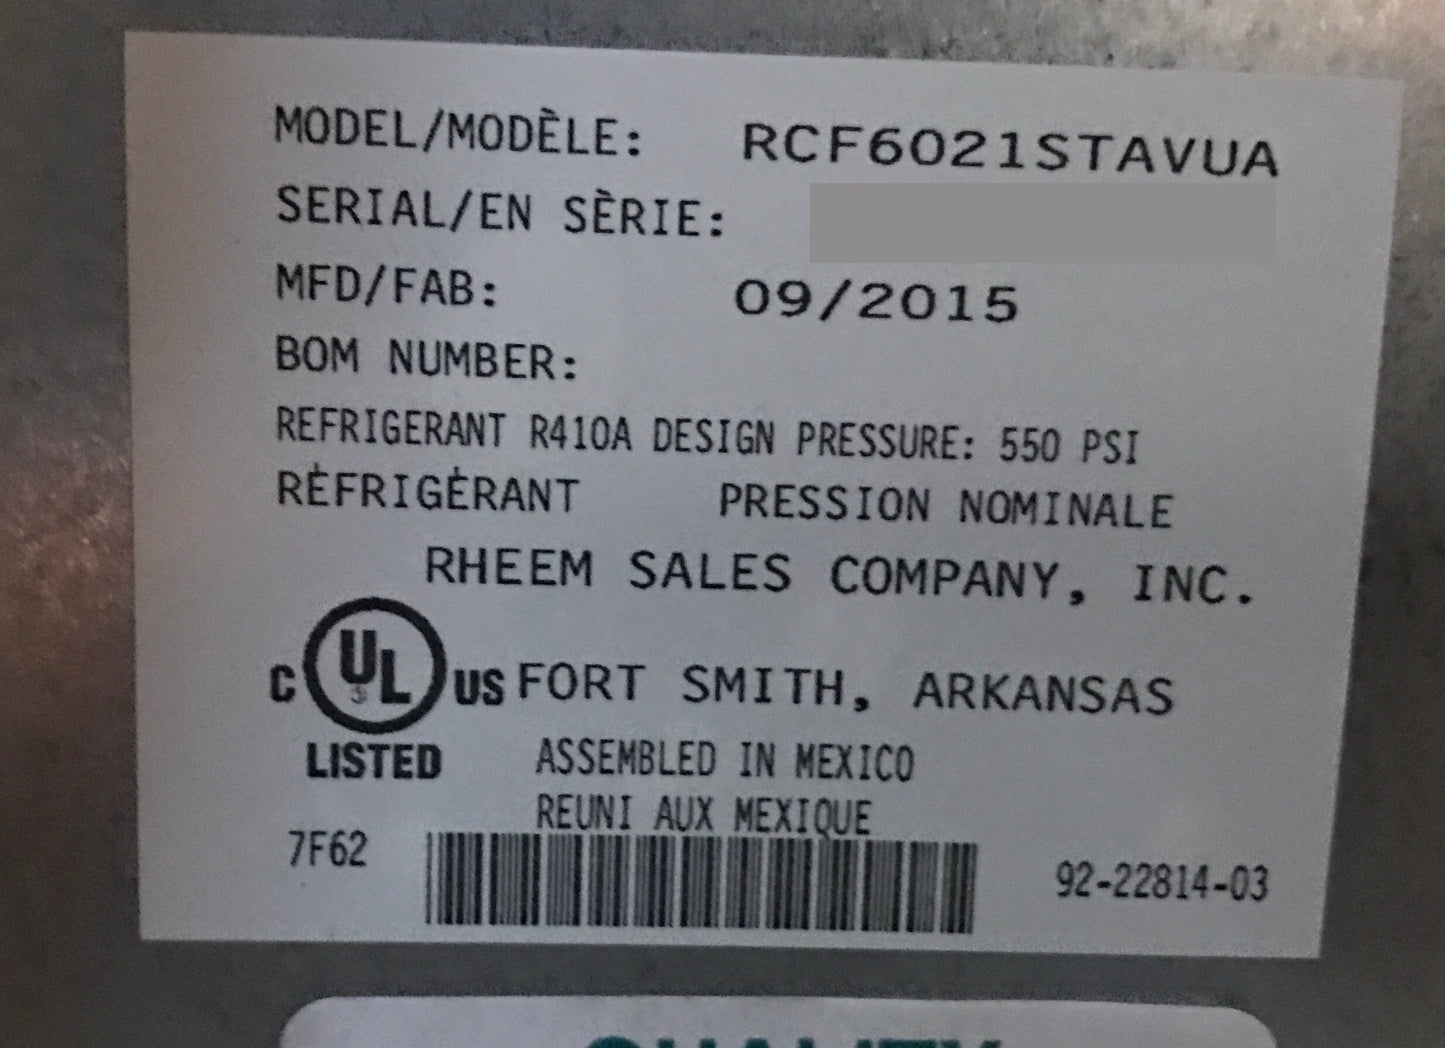 MODEL/MODÈLE: RCF6021STAVUA
SERIAL/EN SÈRIE:
MFD/FAB: 09/2015
BOM NUMBER:
REFRIGERANT R410A DESIGN PRESSURE: 550 PSI
RÉFRIGÉRANT PRESSION NOMINALE
RHEEM SALES COMPANY, INC.
C UL US FORT SMITH, ARKANSAS
LISTED
ASSEMBLED IN MEXICO
REUNI AUX MEXIQUE
7F62
92-22814-03
QUALITY